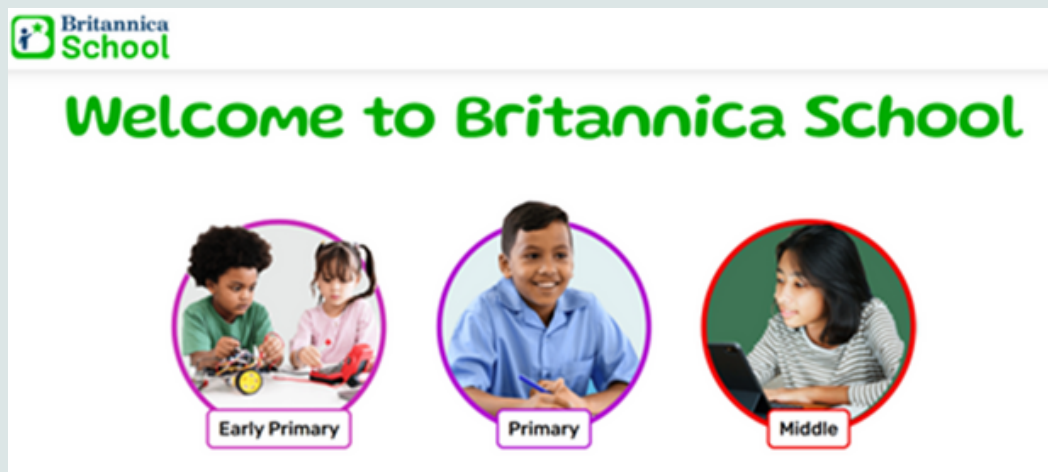 Britannica
School
Welcome to Britannica School
Early Primary
Primary
Middle